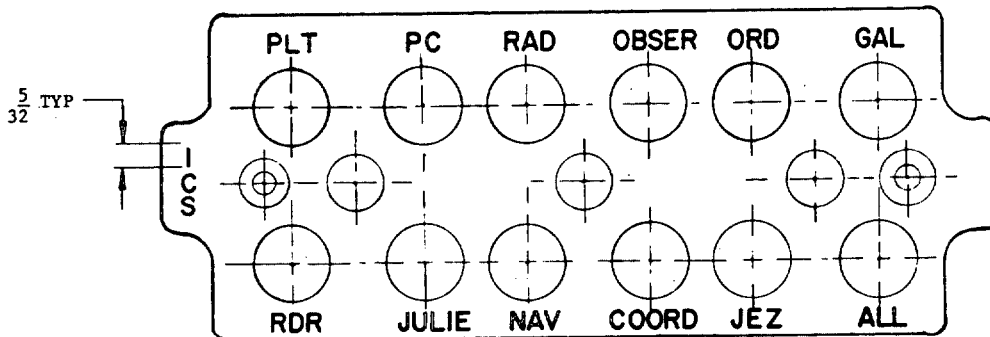 PLT PC RAD OBSER ORD GAL
5/32 TYP
I
C
S
RDR JULIE NAV COORD JEZ ALL